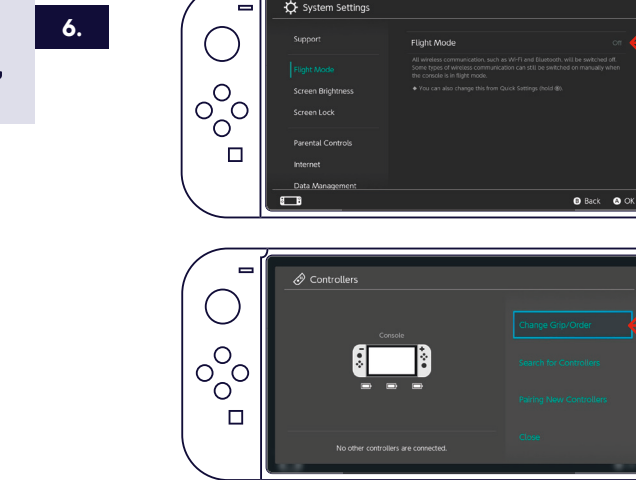 6.
System Settings
Support
Flight Mode
Screen Brightness
Screen Lock
Parental Controls
Internet
Data Management
Flight Mode Off
All wireless communication, such as Wi-Fi and Bluetooth, will be switched off.
Some types of wireless communication can still be switched on manually when
the console is in flight mode.
You can also change this from Quick Settings (hold).
B Back A OK
Controllers
Console
No other controllers are connected.
Change Grip/Order
Search for Controllers
Pairing New Controllers
Close